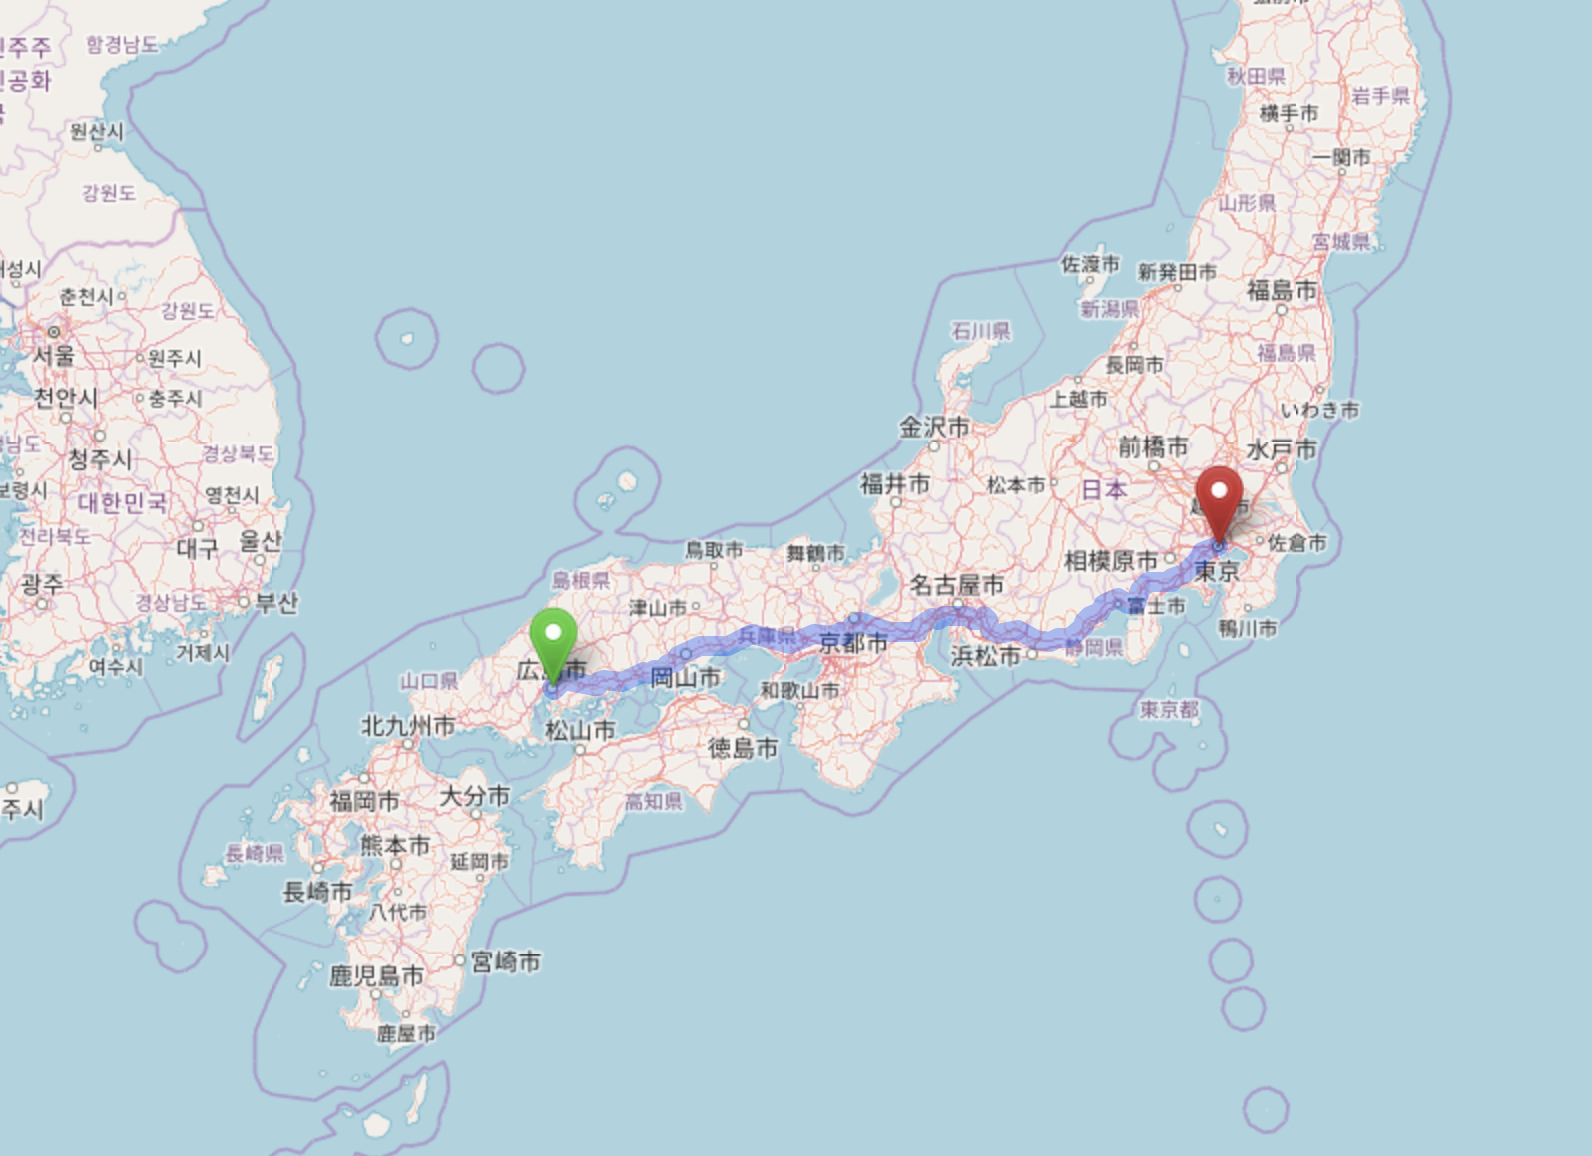 함경남도
주주
공화
원산시
강원도
성시
춘천시
강원도
서울
원주시
천안시
충주시
청주시
경상북도
남도
보령시
대한민국
영천시
전라북도
대구
울산
광주
경상남도
부산
여수시
거제시
주시
秋田県
岩手県
横手市
一関市
山形県
宮城県
佐渡市
新発田市
福島市
新潟県
石川県
長岡市
福島県
上越市
いわき市
金沢市
前橋市
水戸市
福井市
松本市
日本
佐倉市
鳥取市
舞鶴市
相模原市
東京
島根県
名古屋市
津山市
富士市
鴨川市
兵庫県
京都市
浜松市
静岡県
広島市
岡山市
山口県
和歌山市
東京都
北九州市
松山市
徳島市
福岡市
大分市
高知県
熊本市
長崎県
延岡市
長崎市
八代市
宮崎市
鹿児島市
鹿屋市